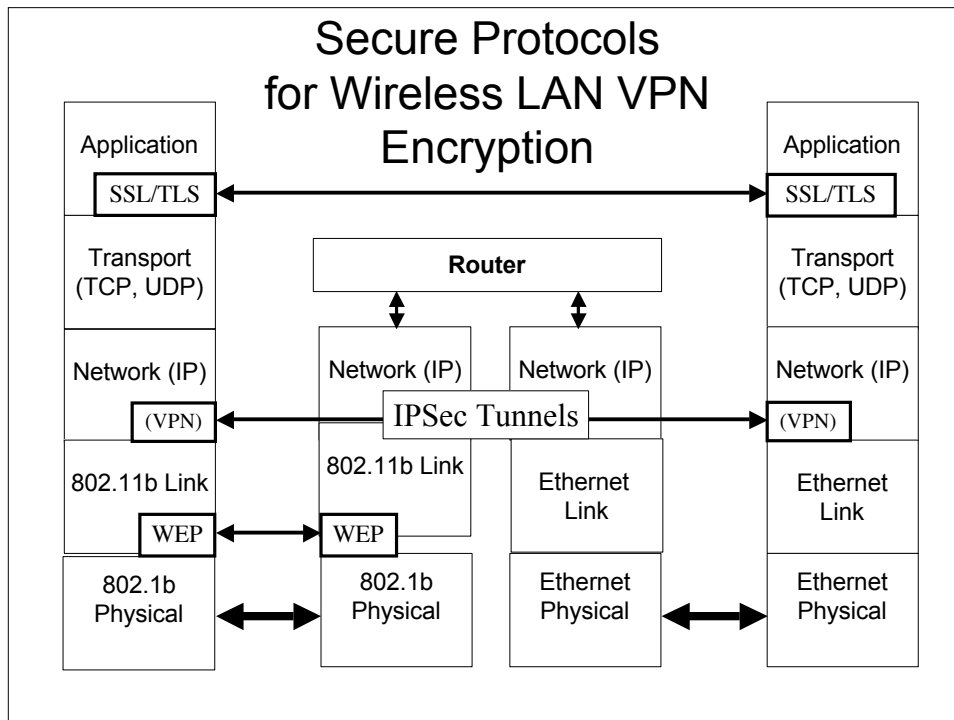 Secure Protocols
for Wireless LAN VPN
Encryption
Application
SSL/TLS
Application
SSL/TLS
Transport
(TCP, UDP)
Router
Transport
(TCP, UDP)
Network (IP)
(VPN)
Network (IP)
Network (IP)
IPSec Tunnels
Network (IP)
(VPN)
802.11b Link
WEP
802.11b Link
WEP
Ethernet
Link
Ethernet
Link
802.1b
Physical
802.1b
Physical
Ethernet
Physical
Ethernet
Physical